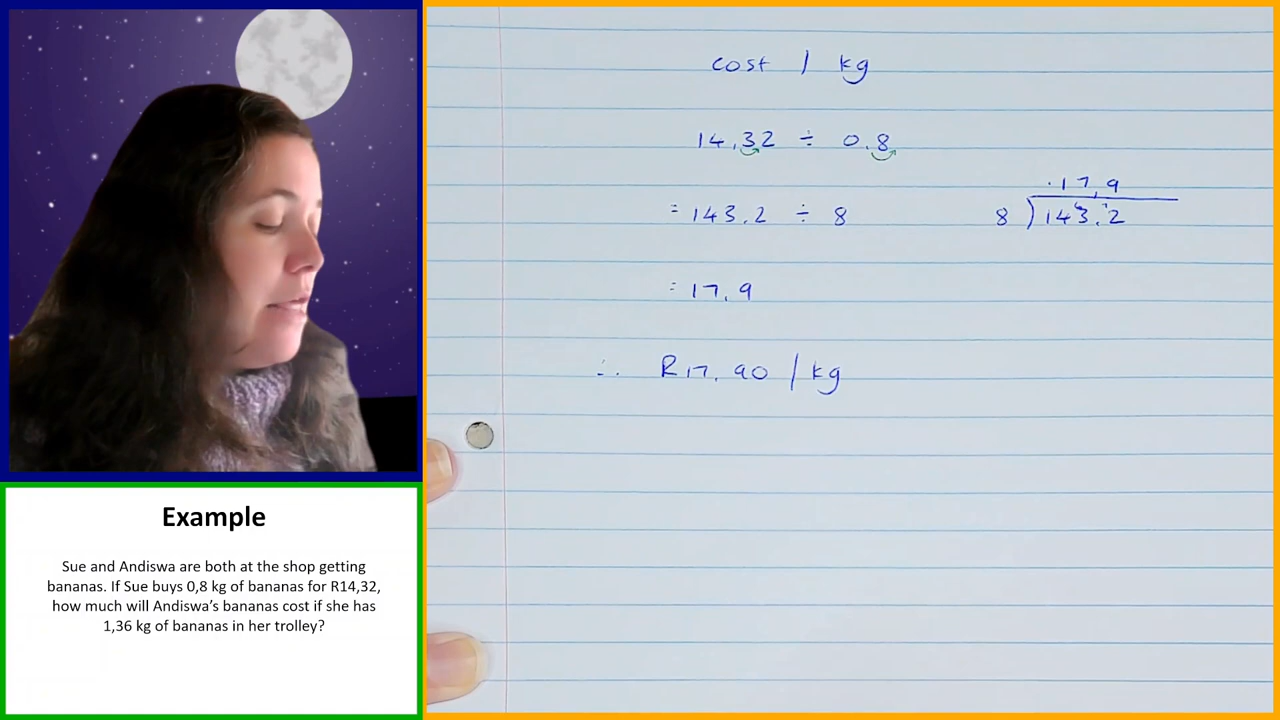 cost / kg
14,32 ÷ 0.8
= 143.2 ÷ 8
17,9
8 ) 143.2
= 17.9
∴ R17.90 / kg
Example
Sue and Andiswa are both at the shop getting
bananas. If Sue buys 0,8 kg of bananas for R14,32,
how much will Andiswa's bananas cost if she has
1,36 kg of bananas in her trolley?